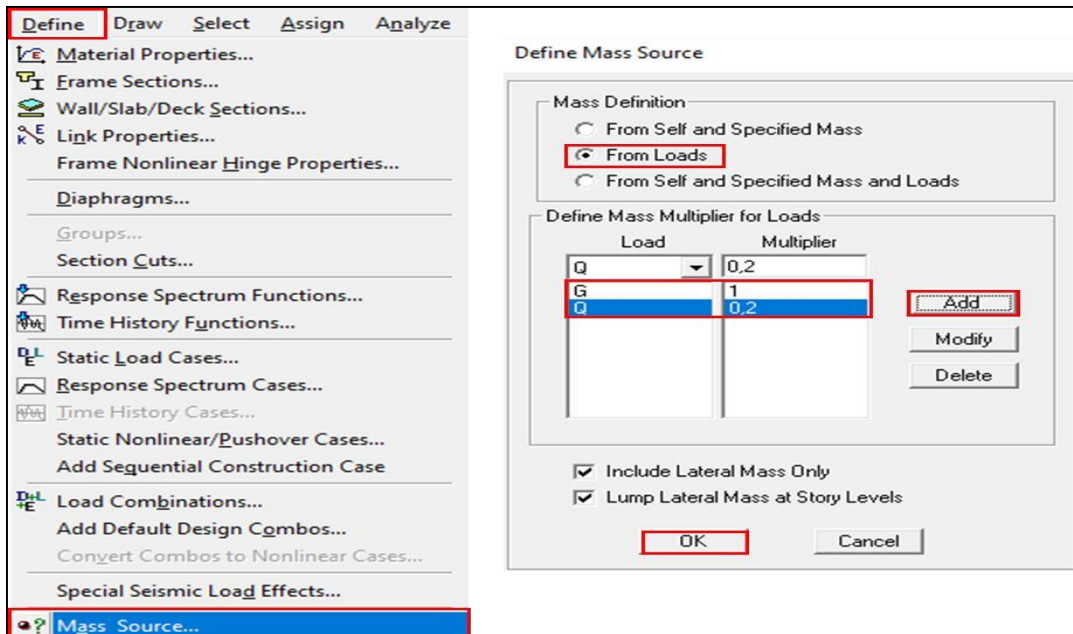 Define Draw Select Assign Analyze
Material Properties...
Frame Sections...
Wall/Slab/Deck Sections...
Link Properties...
Frame Nonlinear Hinge Properties...
Diaphragms...
Groups...
Section Cuts...
Response Spectrum Functions...
Time History Functions...
Static Load Cases...
Response Spectrum Cases...
Time History Cases...
Static Nonlinear/Pushover Cases...
Add Sequential Construction Case
Load Combinations...
Add Default Design Combos...
Convert Combos to Nonlinear Cases...
Special Seismic Load Effects...
Mass Source...
Define Mass Source
Mass Definition
From Self and Specified Mass
From Loads
From Self and Specified Mass and Loads
Define Mass Multiplier for Loads
Load Multiplier
Q 0,2
G 1
Q 0,2
Add
Modify
Delete
Include Lateral Mass Only
Lump Lateral Mass at Story Levels
OK Cancel